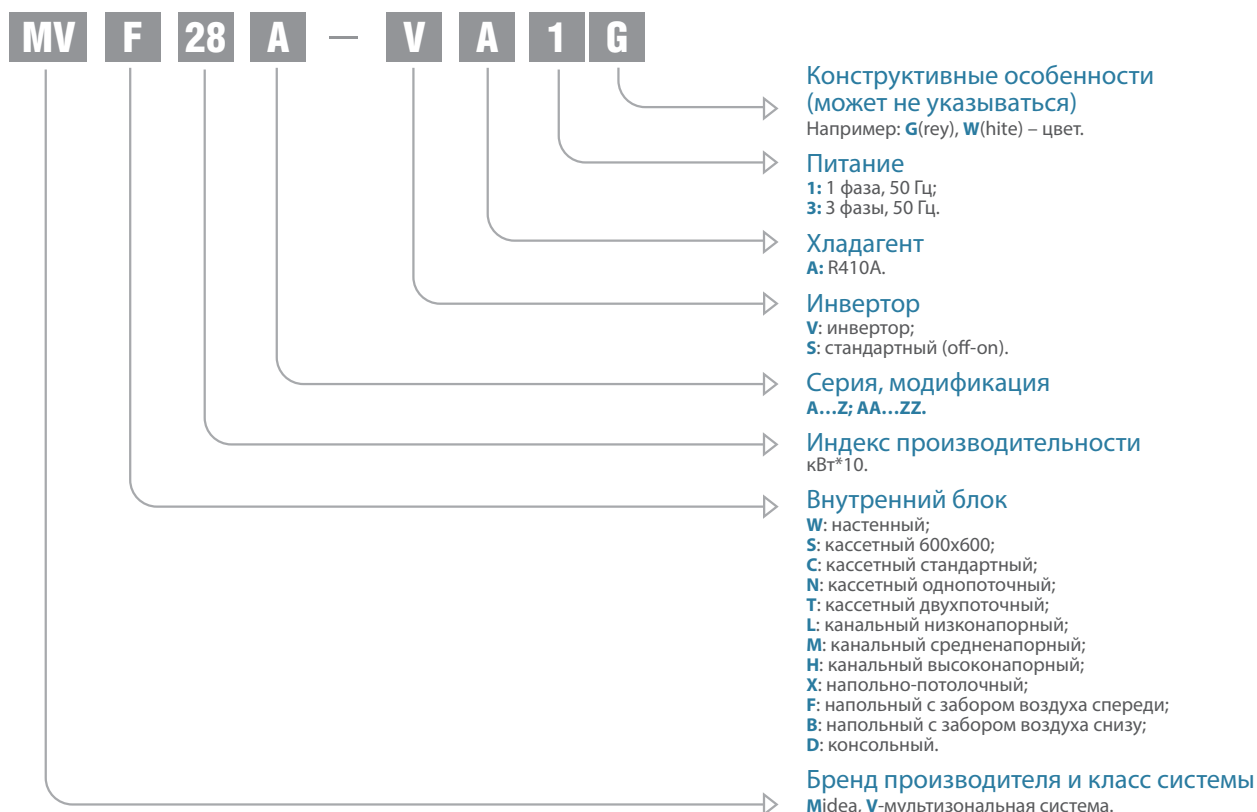 MV F 28 A — V A 1 G
Конструктивные особенности
(может не указываться)
Например: G(rey), W(hite) – цвет.
Питание
1: 1 фаза, 50 Гц;
3: 3 фазы, 50 Гц.
Хладагент
A: R410A.
Инвертор
V: инвертор;
S: стандартный (off-on).
Серия, модификация
A…Z; AA…ZZ.
Индекс производительности
кВт*10.
Внутренний блок
W: настенный;
S: кассетный 600x600;
C: кассетный стандартный;
N: кассетный однопоточный;
T: кассетный двухпоточный;
L: канальный низконапорный;
M: канальный средненапорный;
H: канальный высоконапорный;
X: напольно-потолочный;
F: напольный с забором воздуха спереди;
B: напольный с забором воздуха снизу;
D: консольный.
Бренд производителя и класс системы
Midea, V-мультизональная система.